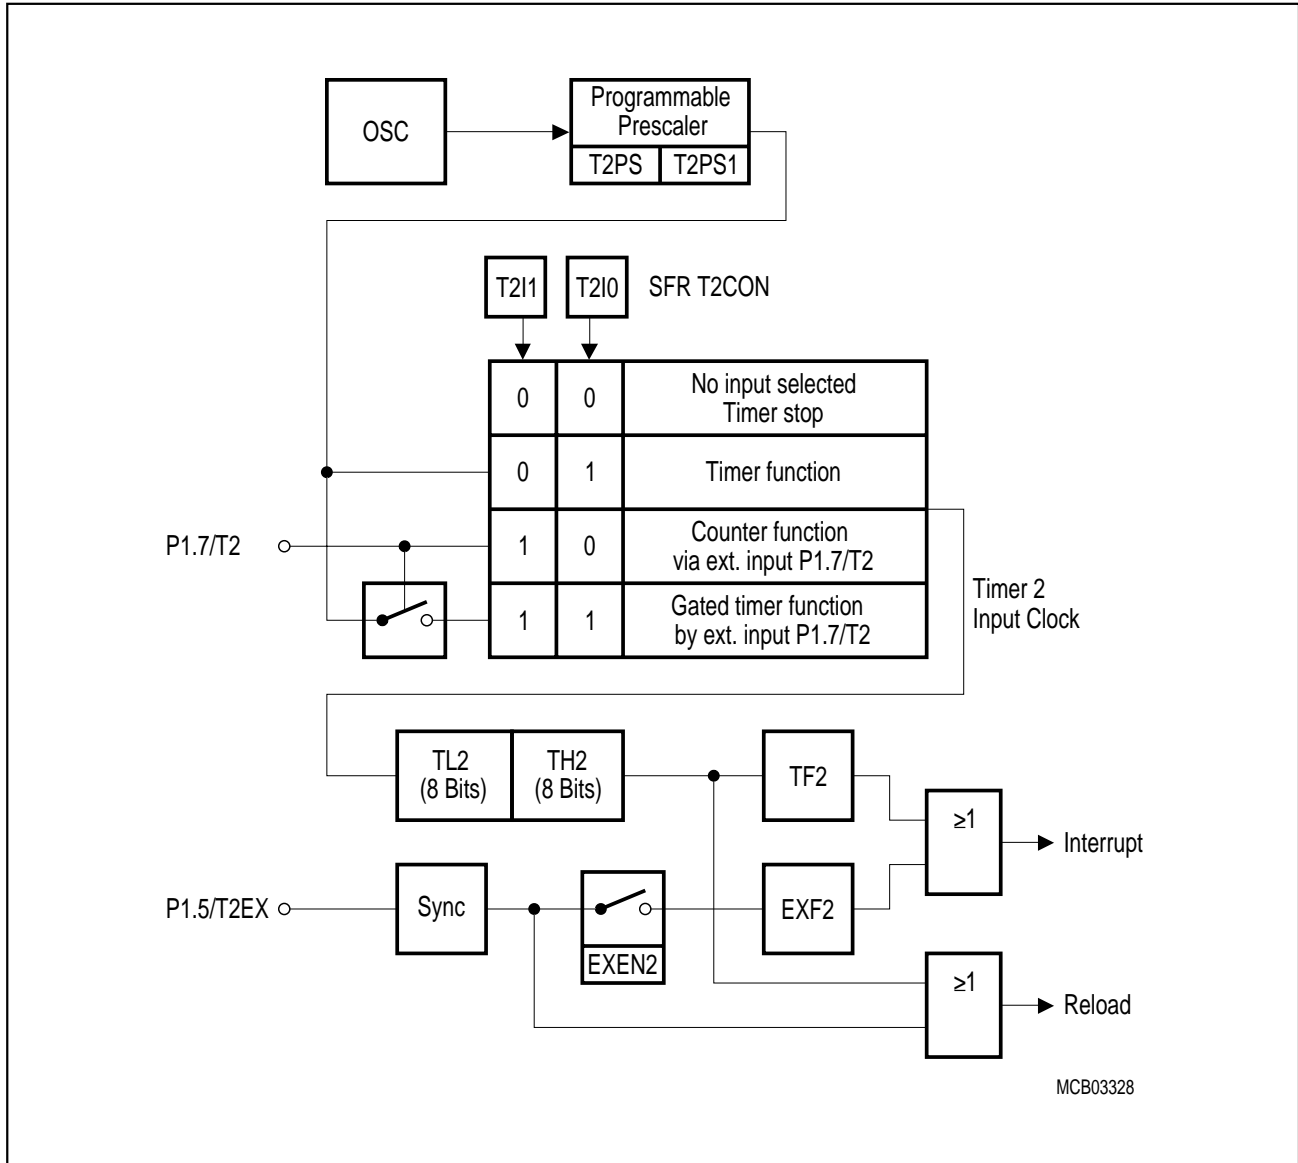 OSC
Programmable
Prescaler
T2PS T2PS1
T2I1 T2I0 SFR T2CON
0 0 No input selected
Timer stop
0 1 Timer function
P1.7/T2
1 0 Counter function
via ext. input P1.7/T2
1 1 Gated timer function
by ext. input P1.7/T2
Timer 2
Input Clock
TL2
(8 Bits)
TH2
(8 Bits)
TF2
≥1
Interrupt
P1.5/T2EX
Sync
EXEN2
EXF2
≥1
Reload
MCB03328